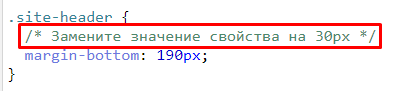 .site-header {
/* Замените значение свойства на 30px */
margin-bottom: 190px;
}